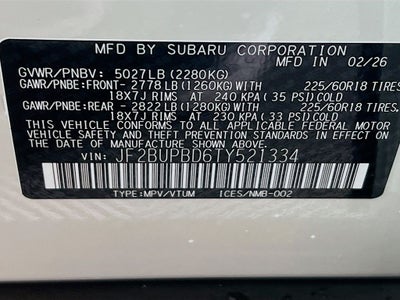 MFD BY SUBARU CORPORATION
MFD IN 02/26
GVWR/PNBV: 5027LB (2280KG)
GAWR/PNBE:FRONT- 2778 LB (1260KG) WITH 225/60R18 TIRES
18X7J RIMS AT 240 KPA (35 PSI) COLD
GAWR/PNBE:REAR - 2822 LB (1280KG) WITH 225/60R18 TIRES
18X7J RIMS AT 230 KPA (33 PSI) COLD
THIS VEHICLE CONFORMS TO ALL APPLICABLE FEDERAL
MOTOR VEHICLE SAFETY STANDARDS IN EFFECT ON THE
DATE OF MANUFACTURE SHOWN ABOVE.
VIN: JF2BUPBD6TY521334
TYPE:MPV/VTUM ICES/NMB-002